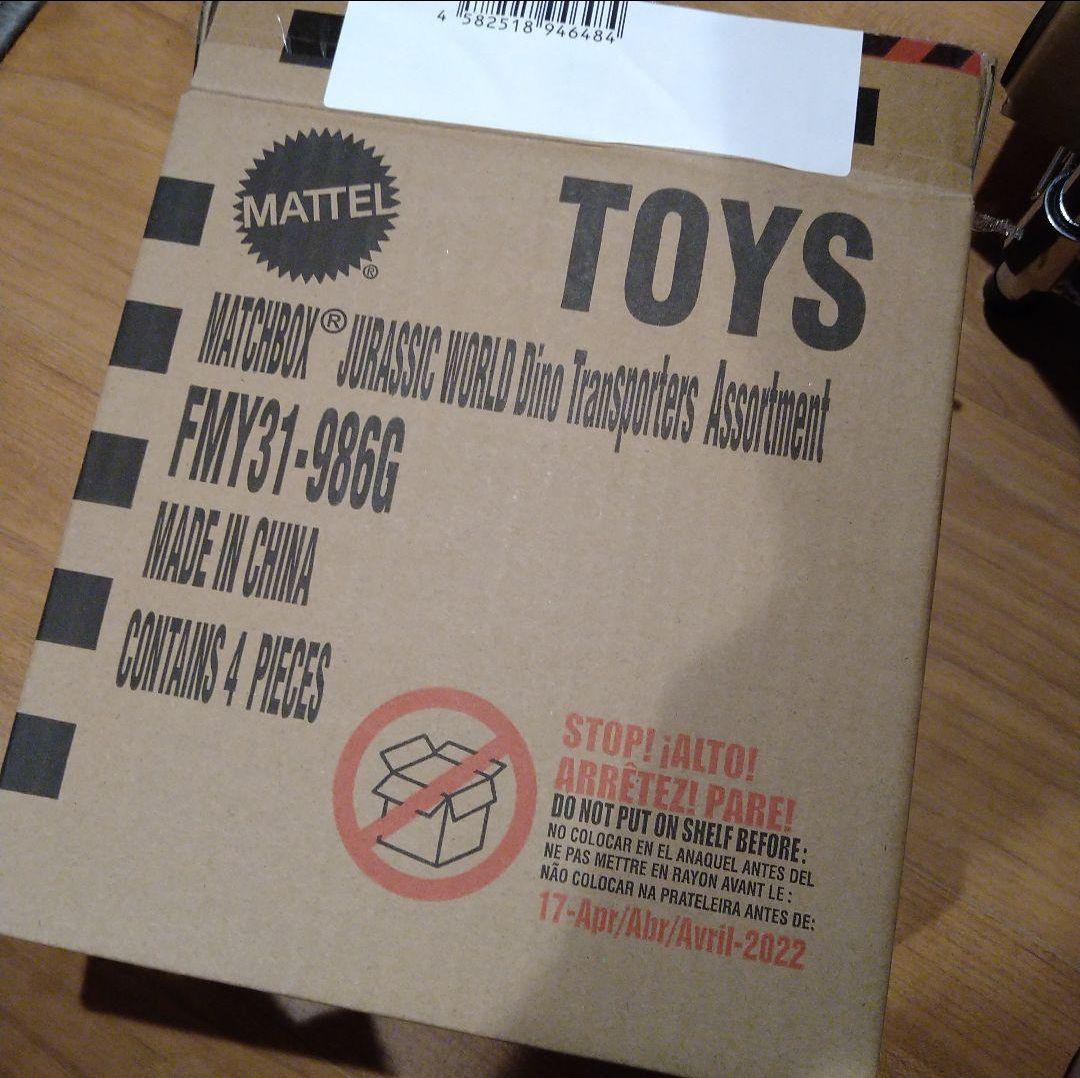 4 582518 946484
MATTEL
®
TOYS
MATCHBOX® JURASSIC WORLD Dino Transporters Assortment
FMY31-986G
MADE IN CHINA
CONTAINS 4 PIECES
STOP! ¡ALTO!
ARRÊTEZ! PARE!
DO NOT PUT ON SHELF BEFORE:
NO COLOCAR EN EL ANAQUEL ANTES DEL
NE PAS METTRE EN RAYON AVANT LE :
NÃO COLOCAR NA PRATELEIRA ANTES DE:
17-Apr/Abr/Avril-2022